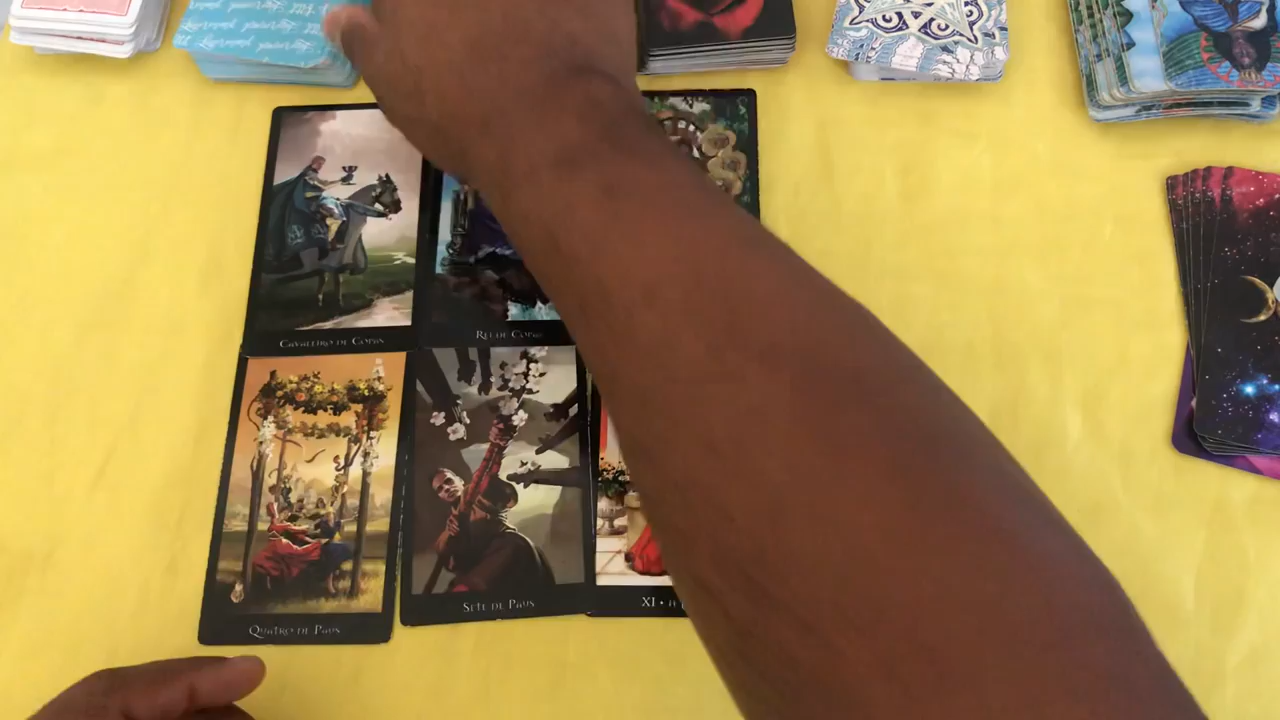 Cavaleiro de Copas
Rei de Copas
Quatro de Paus
Sete de Paus
XI •